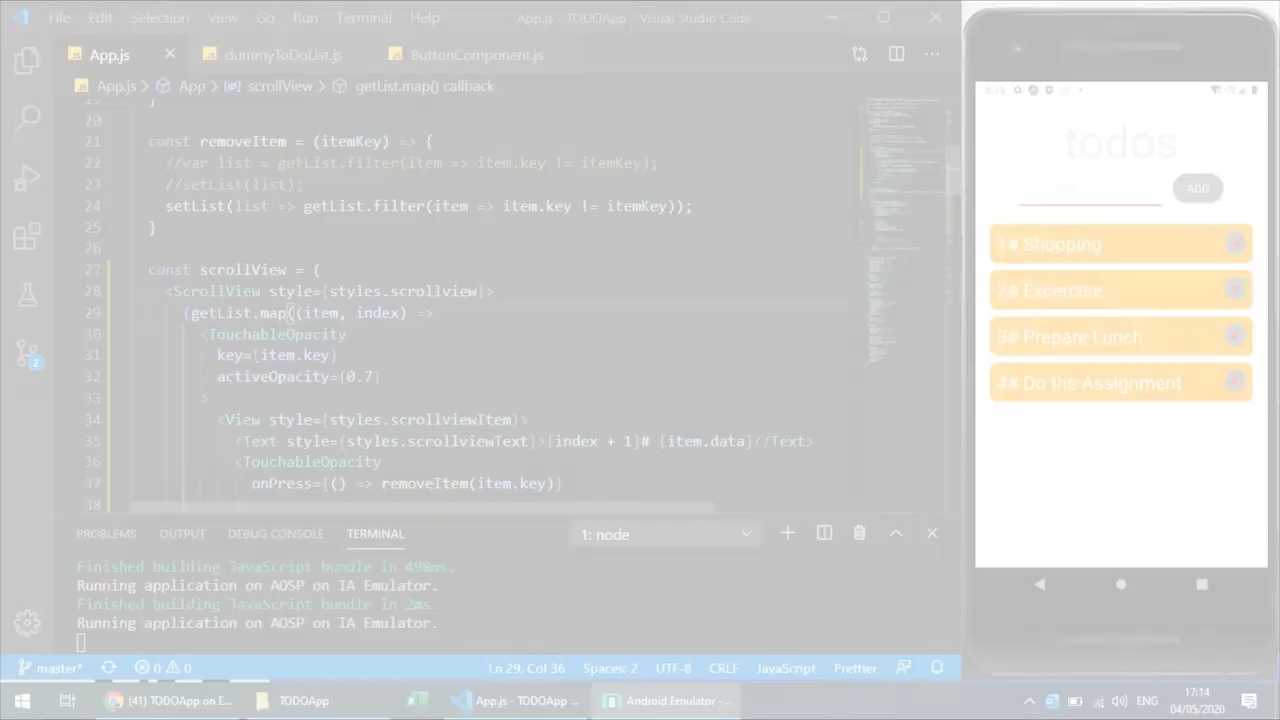 File Edit Selection View Go Run Terminal Help App.js - TODOApp - Visual Studio Code
App.js dummyToDoList.js ButtonComponent.js
App.js > App > scrollView > getList.map() callback
20
21 const removeItem = (itemKey) => {
22 //var list = getList.filter(item => item.key != itemKey);
23 //setList(list);
24 setList(list => getList.filter(item => item.key != itemKey));
25 }
26
27 const scrollView = (
28 <ScrollView style={styles.scrollview}>
29 {getList.map((item, index) =>
30 <TouchableOpacity
31 key={item.key}
32 activeOpacity={0.7}
33 >
34 <View style={styles.scrollviewItem}>
35 <Text style={styles.scrollviewText}>{index + 1}# {item.data}</Text>
36 <TouchableOpacity
37 onPress={() => removeItem(item.key)}
38
PROBLEMS OUTPUT DEBUG CONSOLE TERMINAL 1: node
Finished building JavaScript bundle in 498ms.
Running application on AOSP on IA Emulator.
Finished building JavaScript bundle in 2ms.
Running application on AOSP on IA Emulator.
master* 2 0 0 Ln 29, Col 36 Spaces: 2 UTF-8 CRLF JavaScript Prettier
(41) TODOApp on E... TODOApp App.js - TODOApp ... Android Emulator -... ENG 17:14
04/05/2020
todos
ADD
1# Shopping
2# Excersise
3# Prepare Lunch
4# Do the Assignment